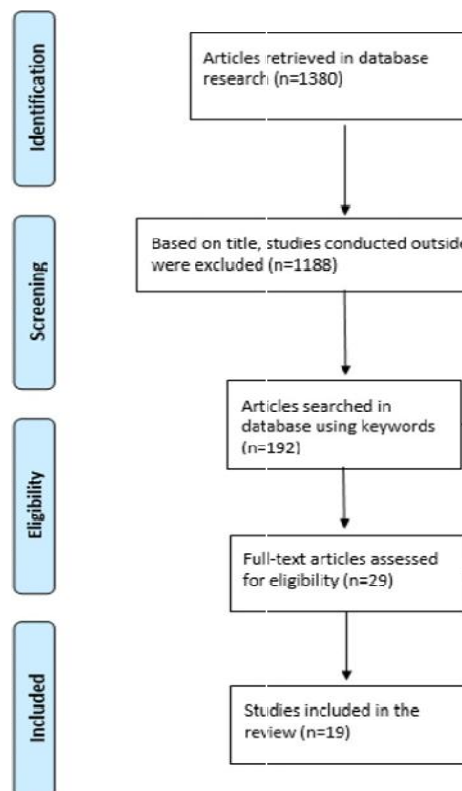 Identification
Articles retrieved in database
research (n=1380)
Screening
Based on title, studies conducted outside
were excluded (n=1188)
Articles searched in
database using keywords
(n=192)
Eligibility
Full-text articles assessed
for eligibility (n=29)
Included
Studies included in the
review (n=19)